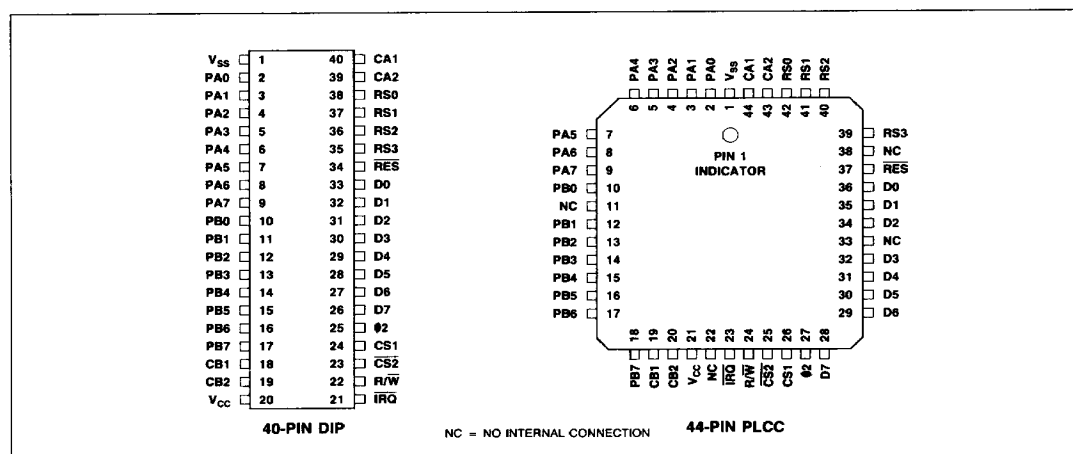 VSS 1 40 CA1
PA0 2 39 CA2
PA1 3 38 RS0
PA2 4 37 RS1
PA3 5 36 RS2
PA4 6 35 RS3
PA5 7 34 R̅E̅S̅
PA6 8 33 D0
PA7 9 32 D1
PB0 10 31 D2
PB1 11 30 D3
PB2 12 29 D4
PB3 13 28 D5
PB4 14 27 D6
PB5 15 26 D7
PB6 16 25 ϕ2
PB7 17 24 CS1
CB1 18 23 C̅S̅2̅
CB2 19 22 R/W̅
VCC 20 21 I̅R̅Q̅
40-PIN DIP
PA4 PA3 PA2 PA1 PA0 VSS CA1 CA2 RS0 RS1 RS2
6 5 4 3 2 1 44 43 42 41 40
PA5 7 39 RS3
PA6 8 38 NC
PA7 9 37 R̅E̅S̅
PB0 10 36 D0
NC 11 35 D1
PB1 12 34 D2
PB2 13 33 NC
PB3 14 32 D3
PB4 15 31 D4
PB5 16 30 D5
PB6 17 29 D6
PIN 1
INDICATOR
18 19 20 21 22 23 24 25 26 27 28
PB7 CB1 CB2 VCC NC I̅R̅Q̅ R/W̅ C̅S̅2̅ CS1 ϕ2 D7
44-PIN PLCC
NC = NO INTERNAL CONNECTION